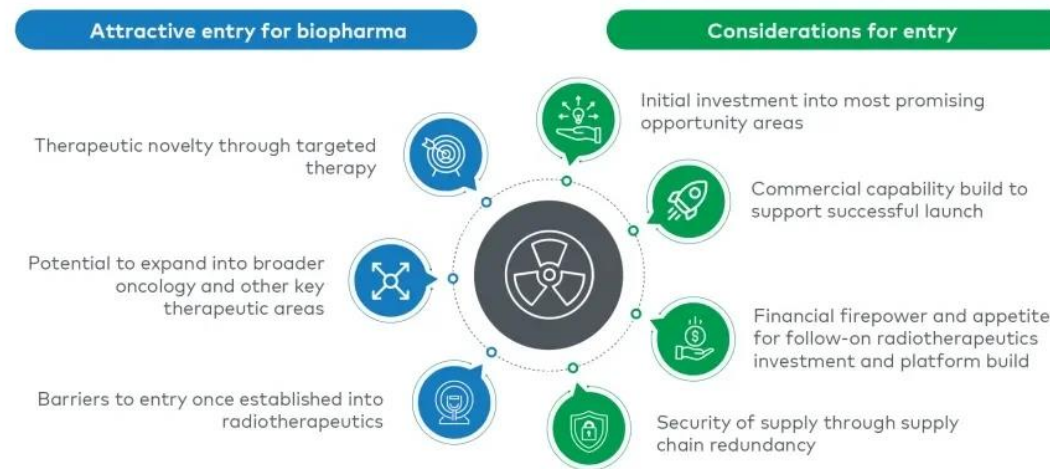 Attractive entry for biopharma
Considerations for entry
Therapeutic novelty through targeted
therapy
Potential to expand into broader
oncology and other key
therapeutic areas
Barriers to entry once established into
radiotherapeutics
Initial investment into most promising
opportunity areas
Commercial capability build to
support successful launch
Financial firepower and appetite
for follow-on radiotherapeutics
investment and platform build
Security of supply through supply
chain redundancy
$